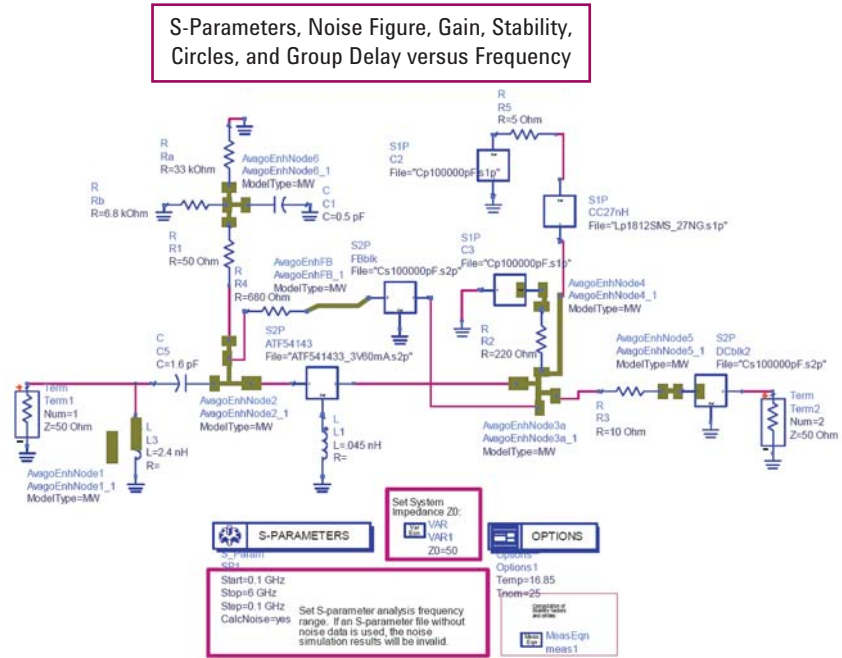 S-Parameters, Noise Figure, Gain, Stability,
Circles, and Group Delay versus Frequency
R
Ra
R=33 kOhm
AvagoEnhNode6
AvagoEnhNode6_1
ModelType=MW
R
Rb
R=6.8 kOhm
C
C1
C=0.5 pF
R
R1
R=50 Ohm
R
R4
R=680 Ohm
AvagoEnhFB
AvagoEnhFB_1
ModelType=MW
S2P
FBblk
File="Cs100000pF.s2p"
R
R5
R=5 Ohm
S1P
C2
File="Cp100000pF.s1p"
S1P
CC27nH
File="Lp1812SMS_27NG.s1p"
S1P
C3
File="Cp100000pF.s1p"
AvagoEnhNode4
AvagoEnhNode4_1
ModelType=MW
R
R2
R=220 Ohm
C
C5
C=1.6 pF
S2P
ATF54143
File="ATF541433_3V60mA.s2p"
AvagoEnhNode5
AvagoEnhNode5_1
ModelType=MW
S2P
DCblk2
File="Cs100000pF.s2p"
Term
Term1
Num=1
Z=50 Ohm
L
L3
L=2.4 nH
R=
AvagoEnhNode1
AvagoEnhNode1_1
ModelType=MW
AvagoEnhNode2
AvagoEnhNode2_1
ModelType=MW
L
L1
L=.045 nH
R=
AvagoEnhNode3a
AvagoEnhNode3a_1
ModelType=MW
R
R3
R=10 Ohm
Term
Term2
Num=2
Z=50 Ohm
S-PARAMETERS
S_Param
SP1
Start=0.1 GHz
Stop=6 GHz
Step=0.1 GHz
CalcNoise=yes
Set S-parameter analysis frequency
range. If an S-parameter file without
noise data is used, the noise
simulation results will be invalid.
Set System
Impedance Z0:
Var
Eqn
VAR
VAR1
Z0=50
OPTIONS
Options
Options1
Temp=16.85
Tnom=25
Meas
Eqn
MeasEqn
meas1